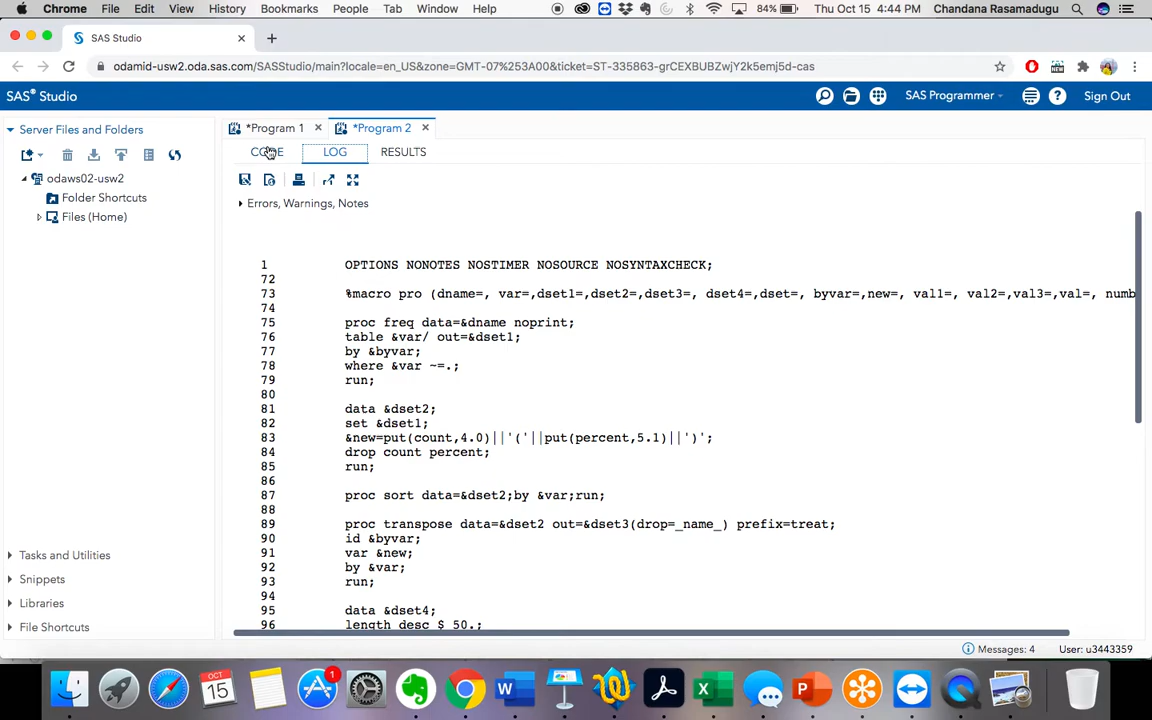 Chrome File Edit View History Bookmarks People Tab Window Help 84% Thu Oct 15 4:44 PM Chandana Rasamadugu
SAS Studio
odamid-usw2.oda.sas.com/SASStudio/main?locale=en_US&zone=GMT-07%253A00&ticket=ST-335863-grCEXBUBZwjY2k5emj5d-cas
SAS® Studio SAS Programmer Sign Out
Server Files and Folders
*Program 1 *Program 2
CODE LOG RESULTS
odaws02-usw2
Folder Shortcuts
Files (Home)
Errors, Warnings, Notes
1 OPTIONS NONOTES NOSTIMER NOSOURCE NOSYNTAXCHECK;
72
73 %macro pro (dname=, var=,dset1=,dset2=,dset3=, dset4=,dset=, byvar=,new=, val1=, val2=,val3=,val=, numb
74
75 proc freq data=&dname noprint;
76 table &var/ out=&dset1;
77 by &byvar;
78 where &var ~=.;
79 run;
80
81 data &dset2;
82 set &dset1;
83 &new=put(count,4.0)||'('||put(percent,5.1)||')';
84 drop count percent;
85 run;
86
87 proc sort data=&dset2;by &var;run;
88
89 proc transpose data=&dset2 out=&dset3(drop=_name_) prefix=treat;
90 id &byvar;
91 var &new;
92 by &var;
93 run;
94
95 data &dset4;
96 length desc $ 50.;
Tasks and Utilities
Snippets
Libraries
File Shortcuts
Messages: 4 User: u3443359
OCT
15
1